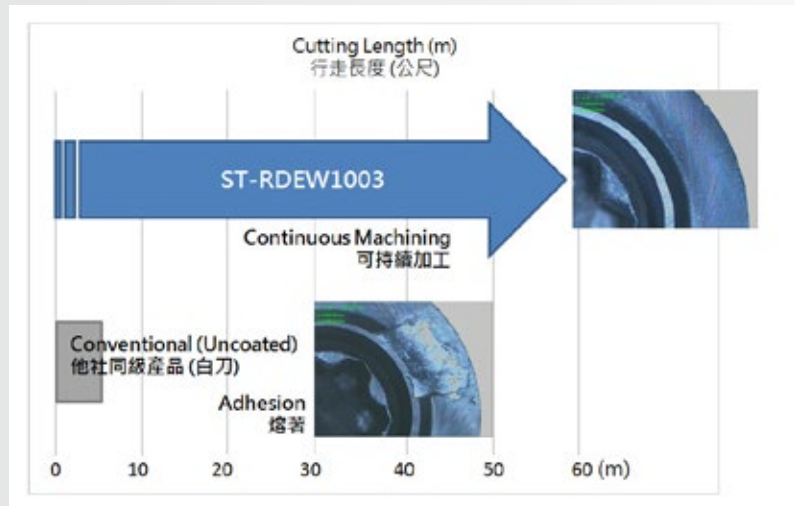 Cutting Length (m)
行走長度 (公尺)
ST-RDEW1003
Continuous Machining
可持續加工
Conventional (Uncoated)
他社同級產品 (白刀)
Adhesion
熔著
0 10 20 30 40 50 60 (m)